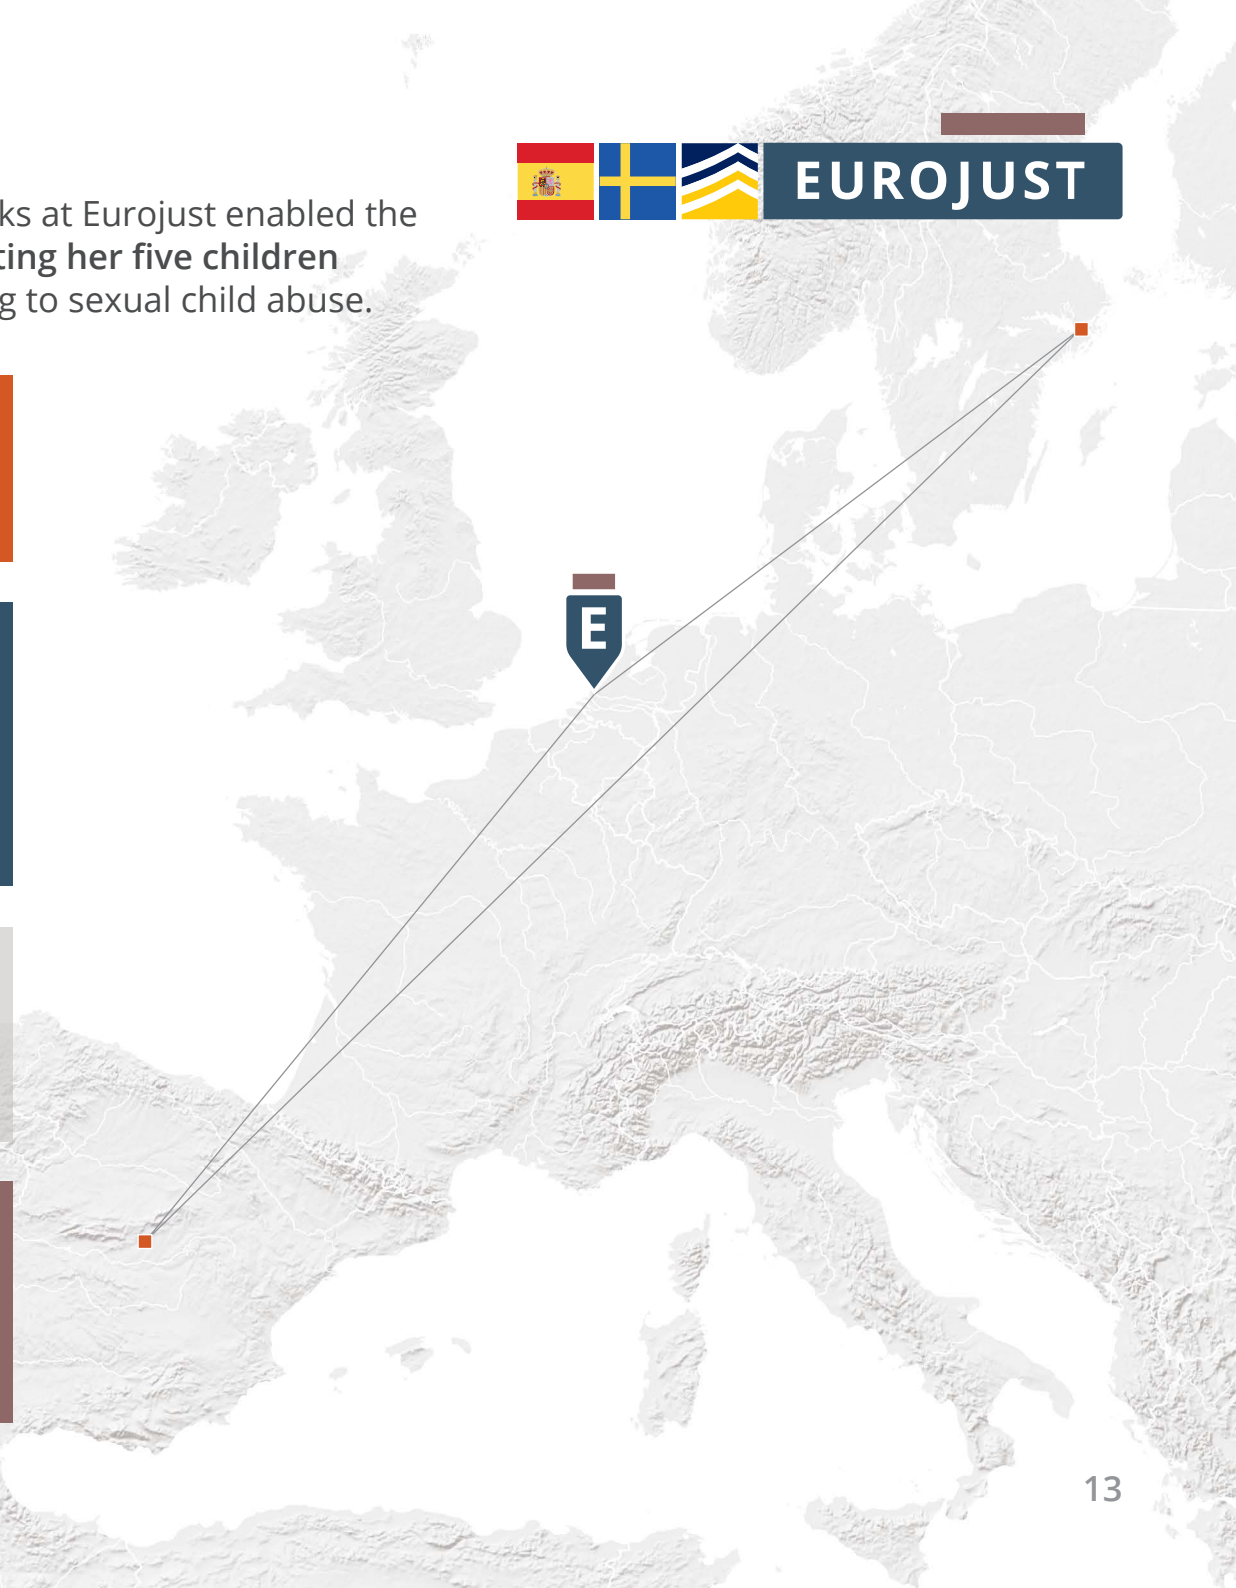 EUROJUST
ks at Eurojust enabled the
ting her five children
g to sexual child abuse.
E
13